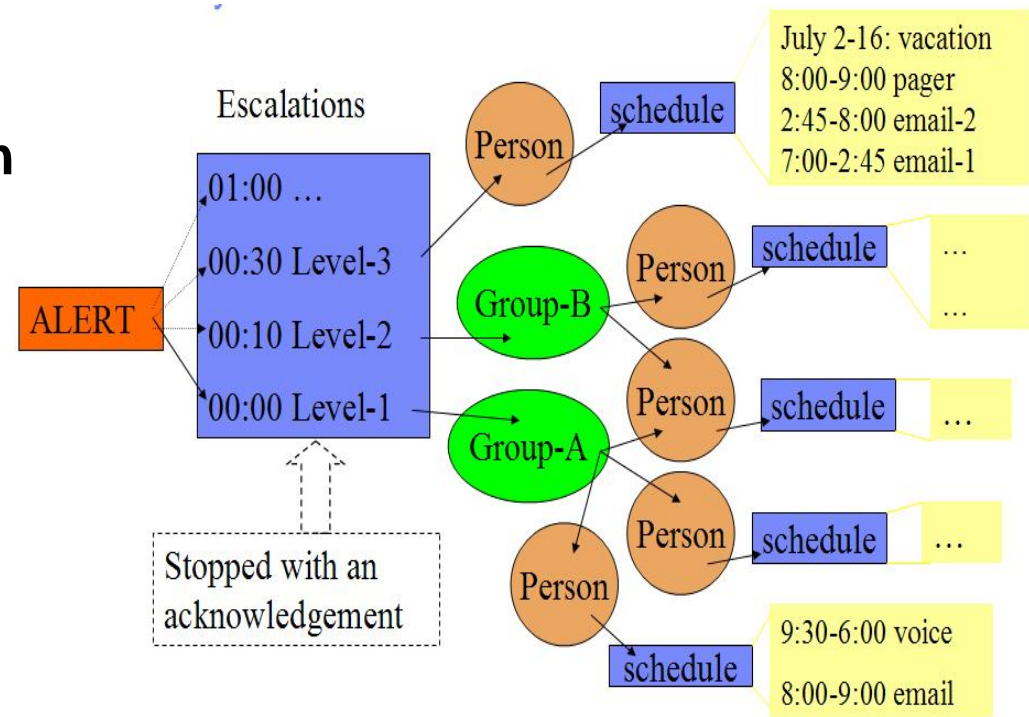 Escalations
n
01:00 ...
00:30 Level-3
00:10 Level-2
00:00 Level-1
ALERT
Stopped with an
acknowledgement
Person
schedule
July 2-16: vacation
8:00-9:00 pager
2:45-8:00 email-2
7:00-2:45 email-1
Group-B
Person
schedule
...
...
Group-A
Person
schedule
...
Person
schedule
...
Person
schedule
9:30-6:00 voice
8:00-9:00 email